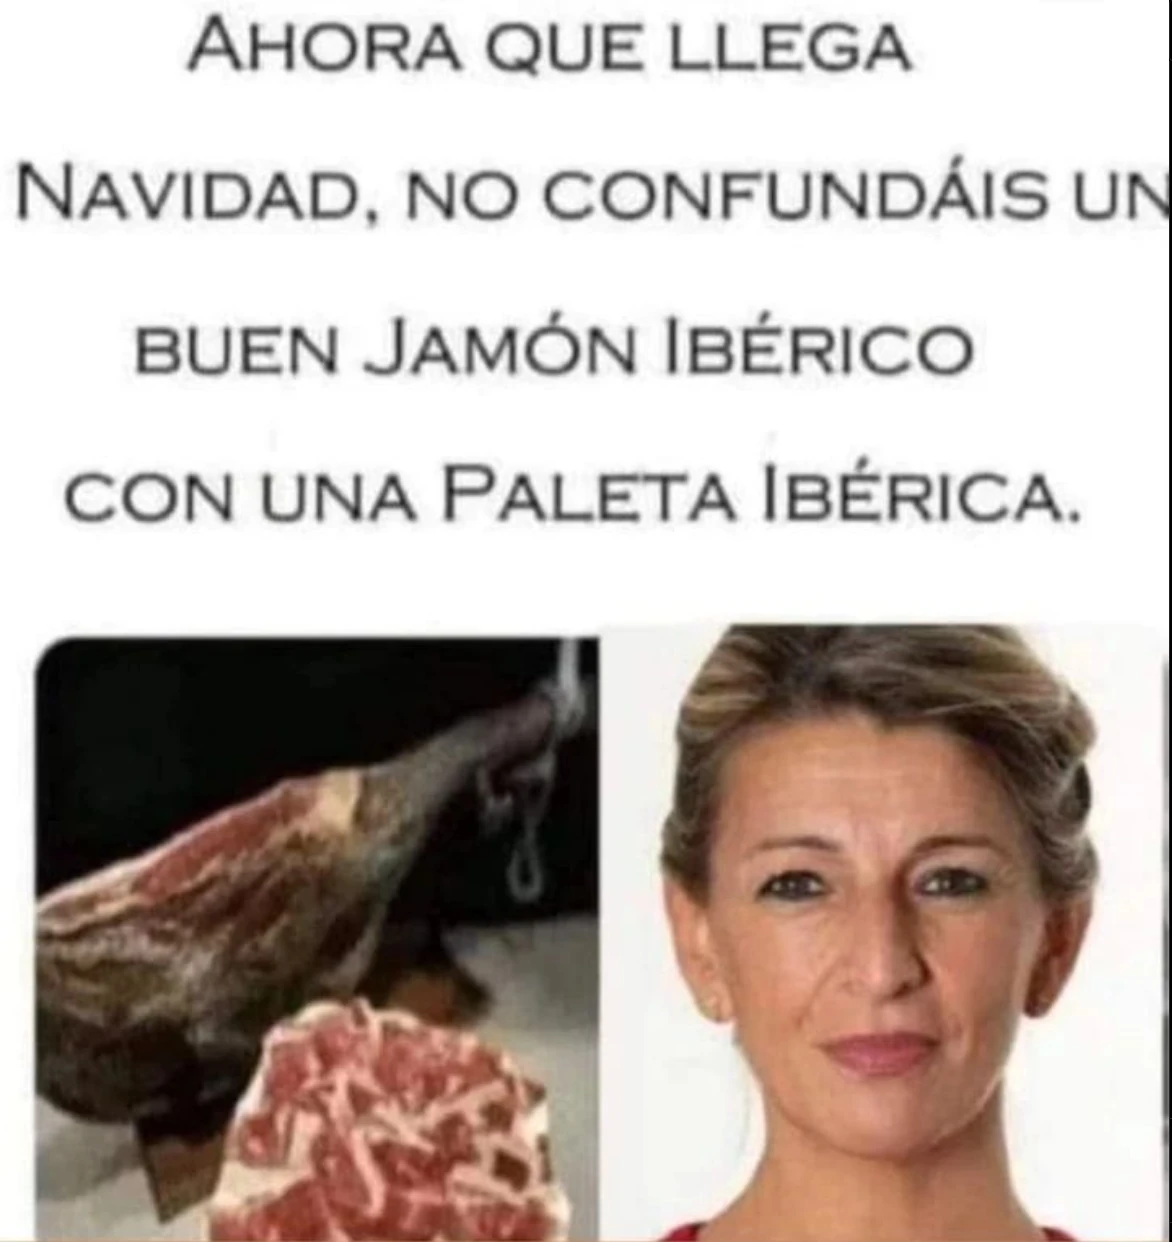 Ahora que llega
Navidad, no confundáis un
buen Jamón Ibérico
con una Paleta Ibérica.